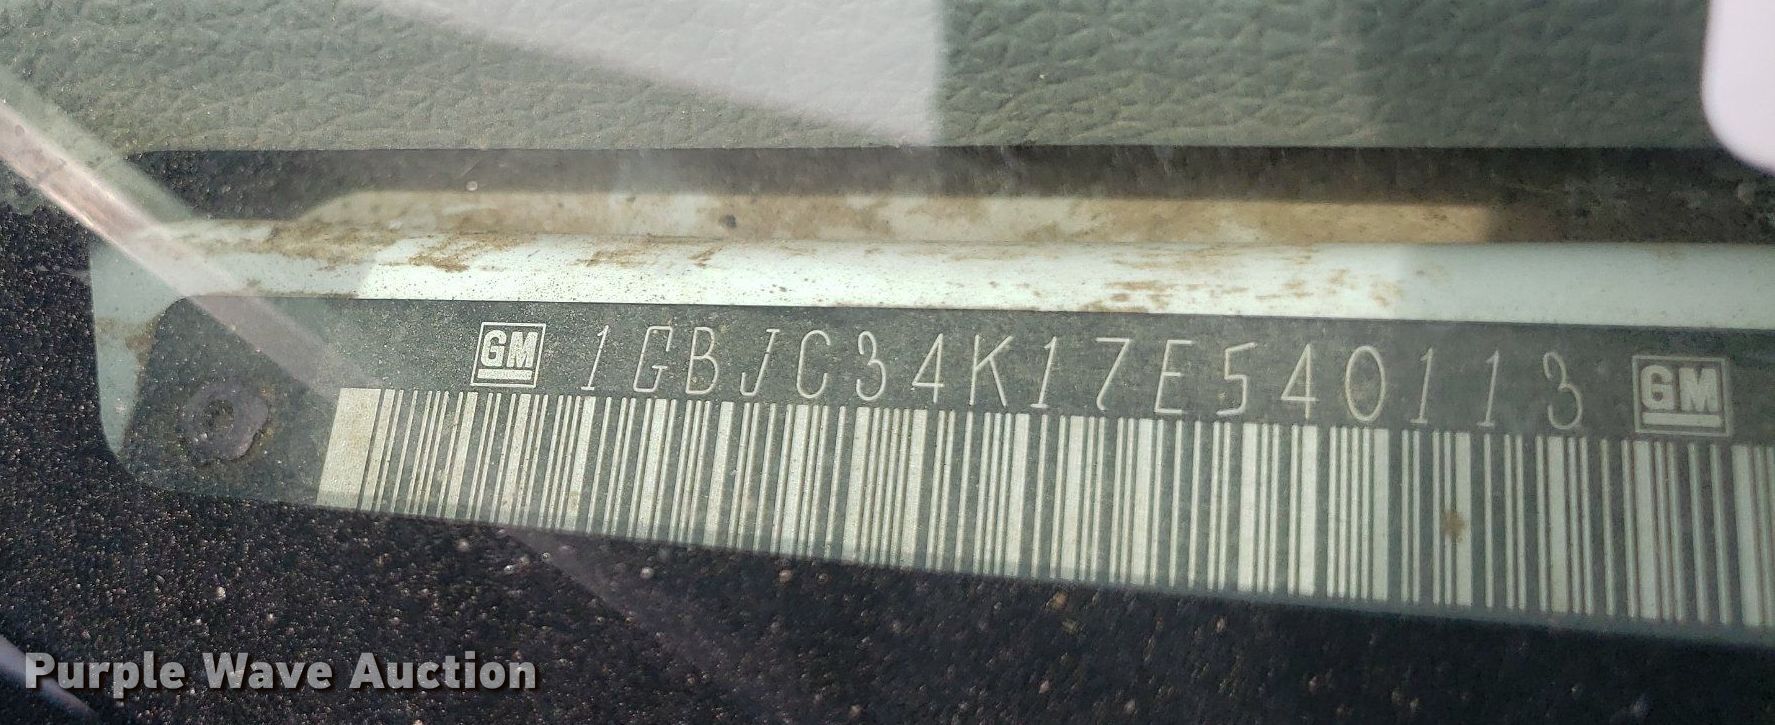 GM 1GBJC34K17E540113 GM
Purple Wave Auction